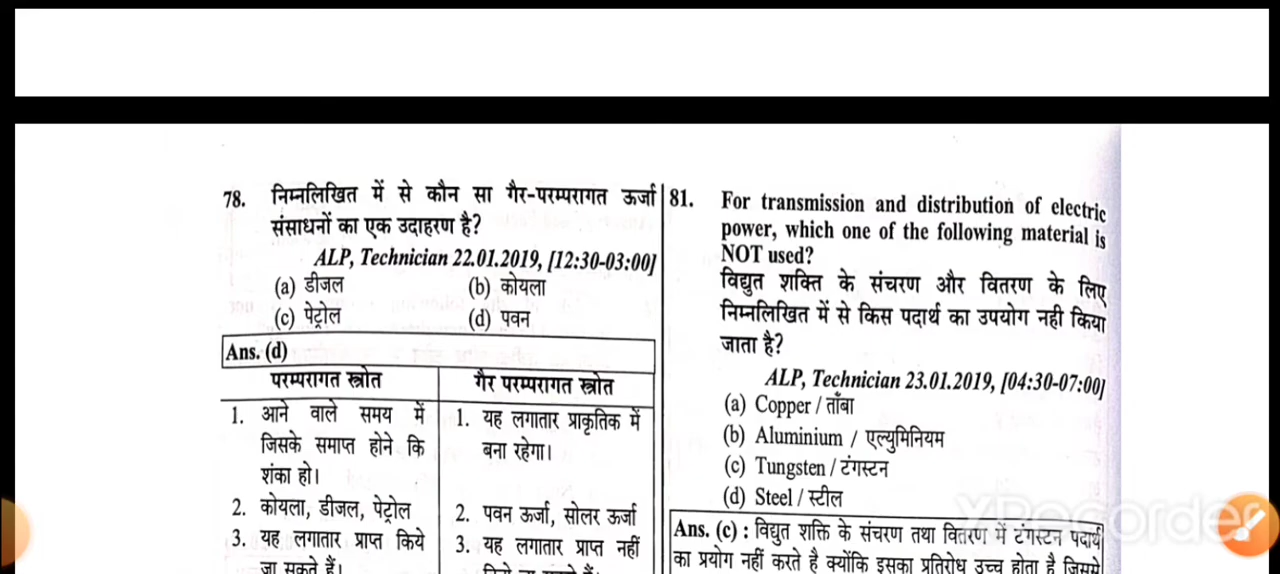 78. निम्नलिखित में से कौन सा गैर-परम्परागत ऊर्जा
संसाधनों का एक उदाहरण है?
ALP, Technician 22.01.2019, [12:30-03:00]
(a) डीजल (b) कोयला
(c) पेट्रोल (d) पवन
Ans. (d)
परम्परागत स्त्रोत गैर परम्परागत स्त्रोत
1. आने वाले समय में
जिसके समाप्त होने कि
शंका हो।
2. कोयला, डीजल, पेट्रोल
3. यह लगातार प्राप्त किये
जा सकते हैं।
1. यह लगातार प्राकृतिक में
बना रहेगा।
2. पवन ऊर्जा, सोलर ऊर्जा
3. यह लगातार प्राप्त नहीं
81. For transmission and distribution of electric
power, which one of the following material is
NOT used?
विद्युत शक्ति के संचरण और वितरण के लिए
निम्नलिखित में से किस पदार्थ का उपयोग नही किया
जाता है?
ALP, Technician 23.01.2019, [04:30-07:00]
(a) Copper / ताँबा
(b) Aluminium / एल्युमिनियम
(c) Tungsten / टंगस्टन
(d) Steel / स्टील
Ans. (c) : विद्युत शक्ति के संचरण तथा वितरण में टंगस्टन पदार्थ
का प्रयोग नहीं करते है क्योंकि इसका प्रतिरोध उच्च होता है जिससे
XRecorder